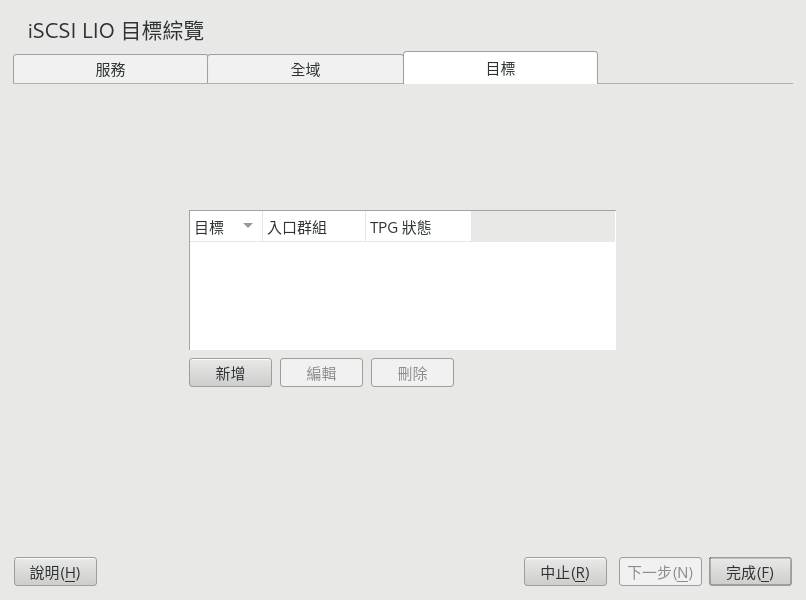 iSCSI LIO 目標綜覽
服務 全域 目標
目標 入口群組 TPG 狀態
新增 編輯 刪除
說明(H) 中止(R) 下一步(N) 完成(F)